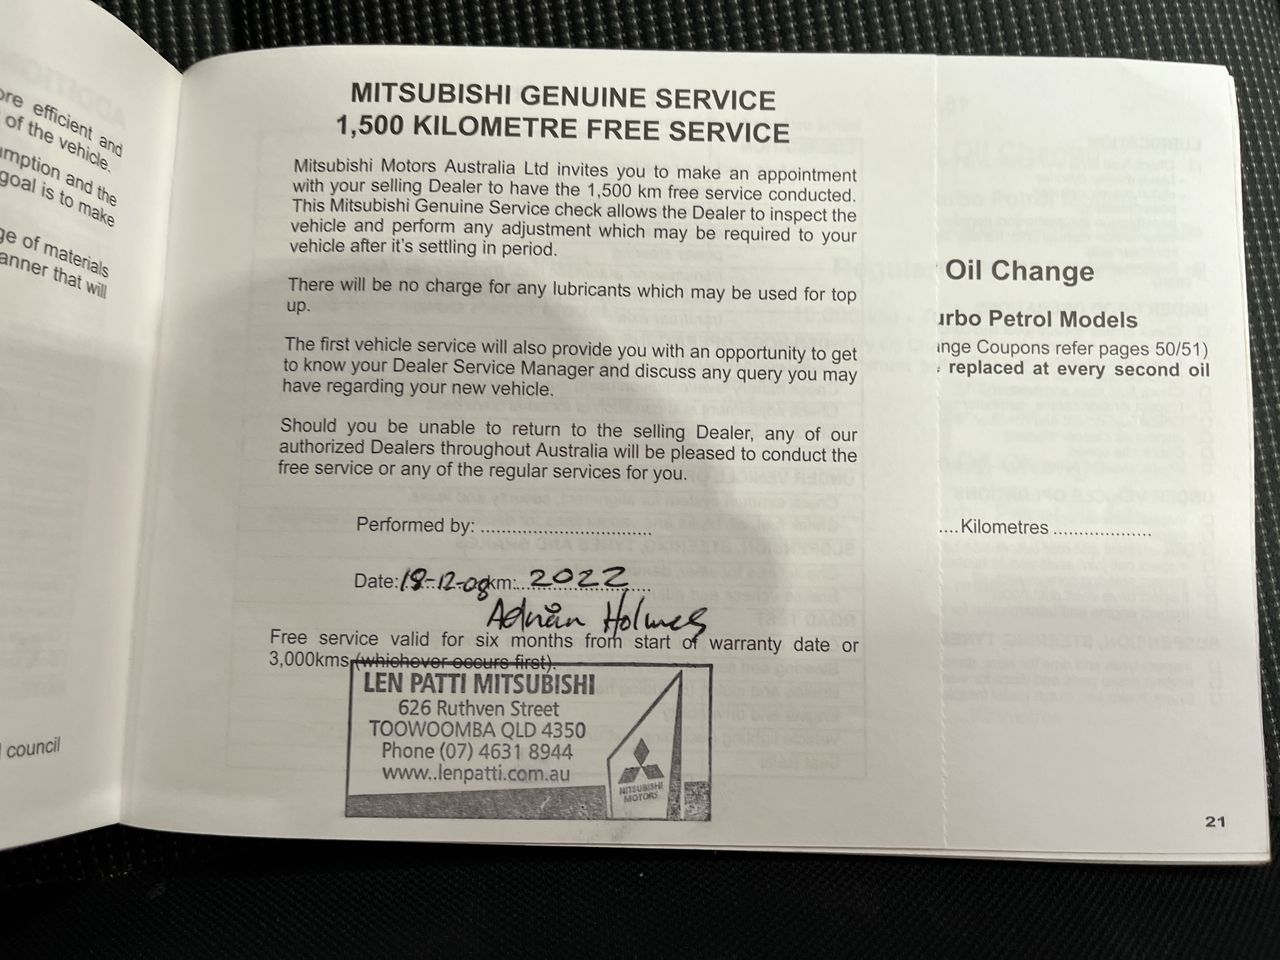 ore efficient and
of the vehicle.
mption and the
goal is to make
ge of materials
anner that will
council
MITSUBISHI GENUINE SERVICE
1,500 KILOMETRE FREE SERVICE
Mitsubishi Motors Australia Ltd invites you to make an appointment
with your selling Dealer to have the 1,500 km free service conducted.
This Mitsubishi Genuine Service check allows the Dealer to inspect the
vehicle and perform any adjustment which may be required to your
vehicle after it's settling in period.
There will be no charge for any lubricants which may be used for top
up.
The first vehicle service will also provide you with an opportunity to get
to know your Dealer Service Manager and discuss any query you may
have regarding your new vehicle.
Should you be unable to return to the selling Dealer, any of our
authorized Dealers throughout Australia will be pleased to conduct the
free service or any of the regular services for you.
Performed by: ..................................
Date: 18-12-08 km: 2022
Adrian Holmes
Free service valid for six months from start of warranty date or
3,000kms (whichever occurs first).
LEN PATTI MITSUBISHI
626 Ruthven Street
TOOWOOMBA QLD 4350
Phone (07) 4631 8944
www..lenpatti.com.au
MITSUBISHI
MOTORS
Oil Change
urbo Petrol Models
nge Coupons refer pages 50/51)
replaced at every second oil
....Kilometres ....................
21